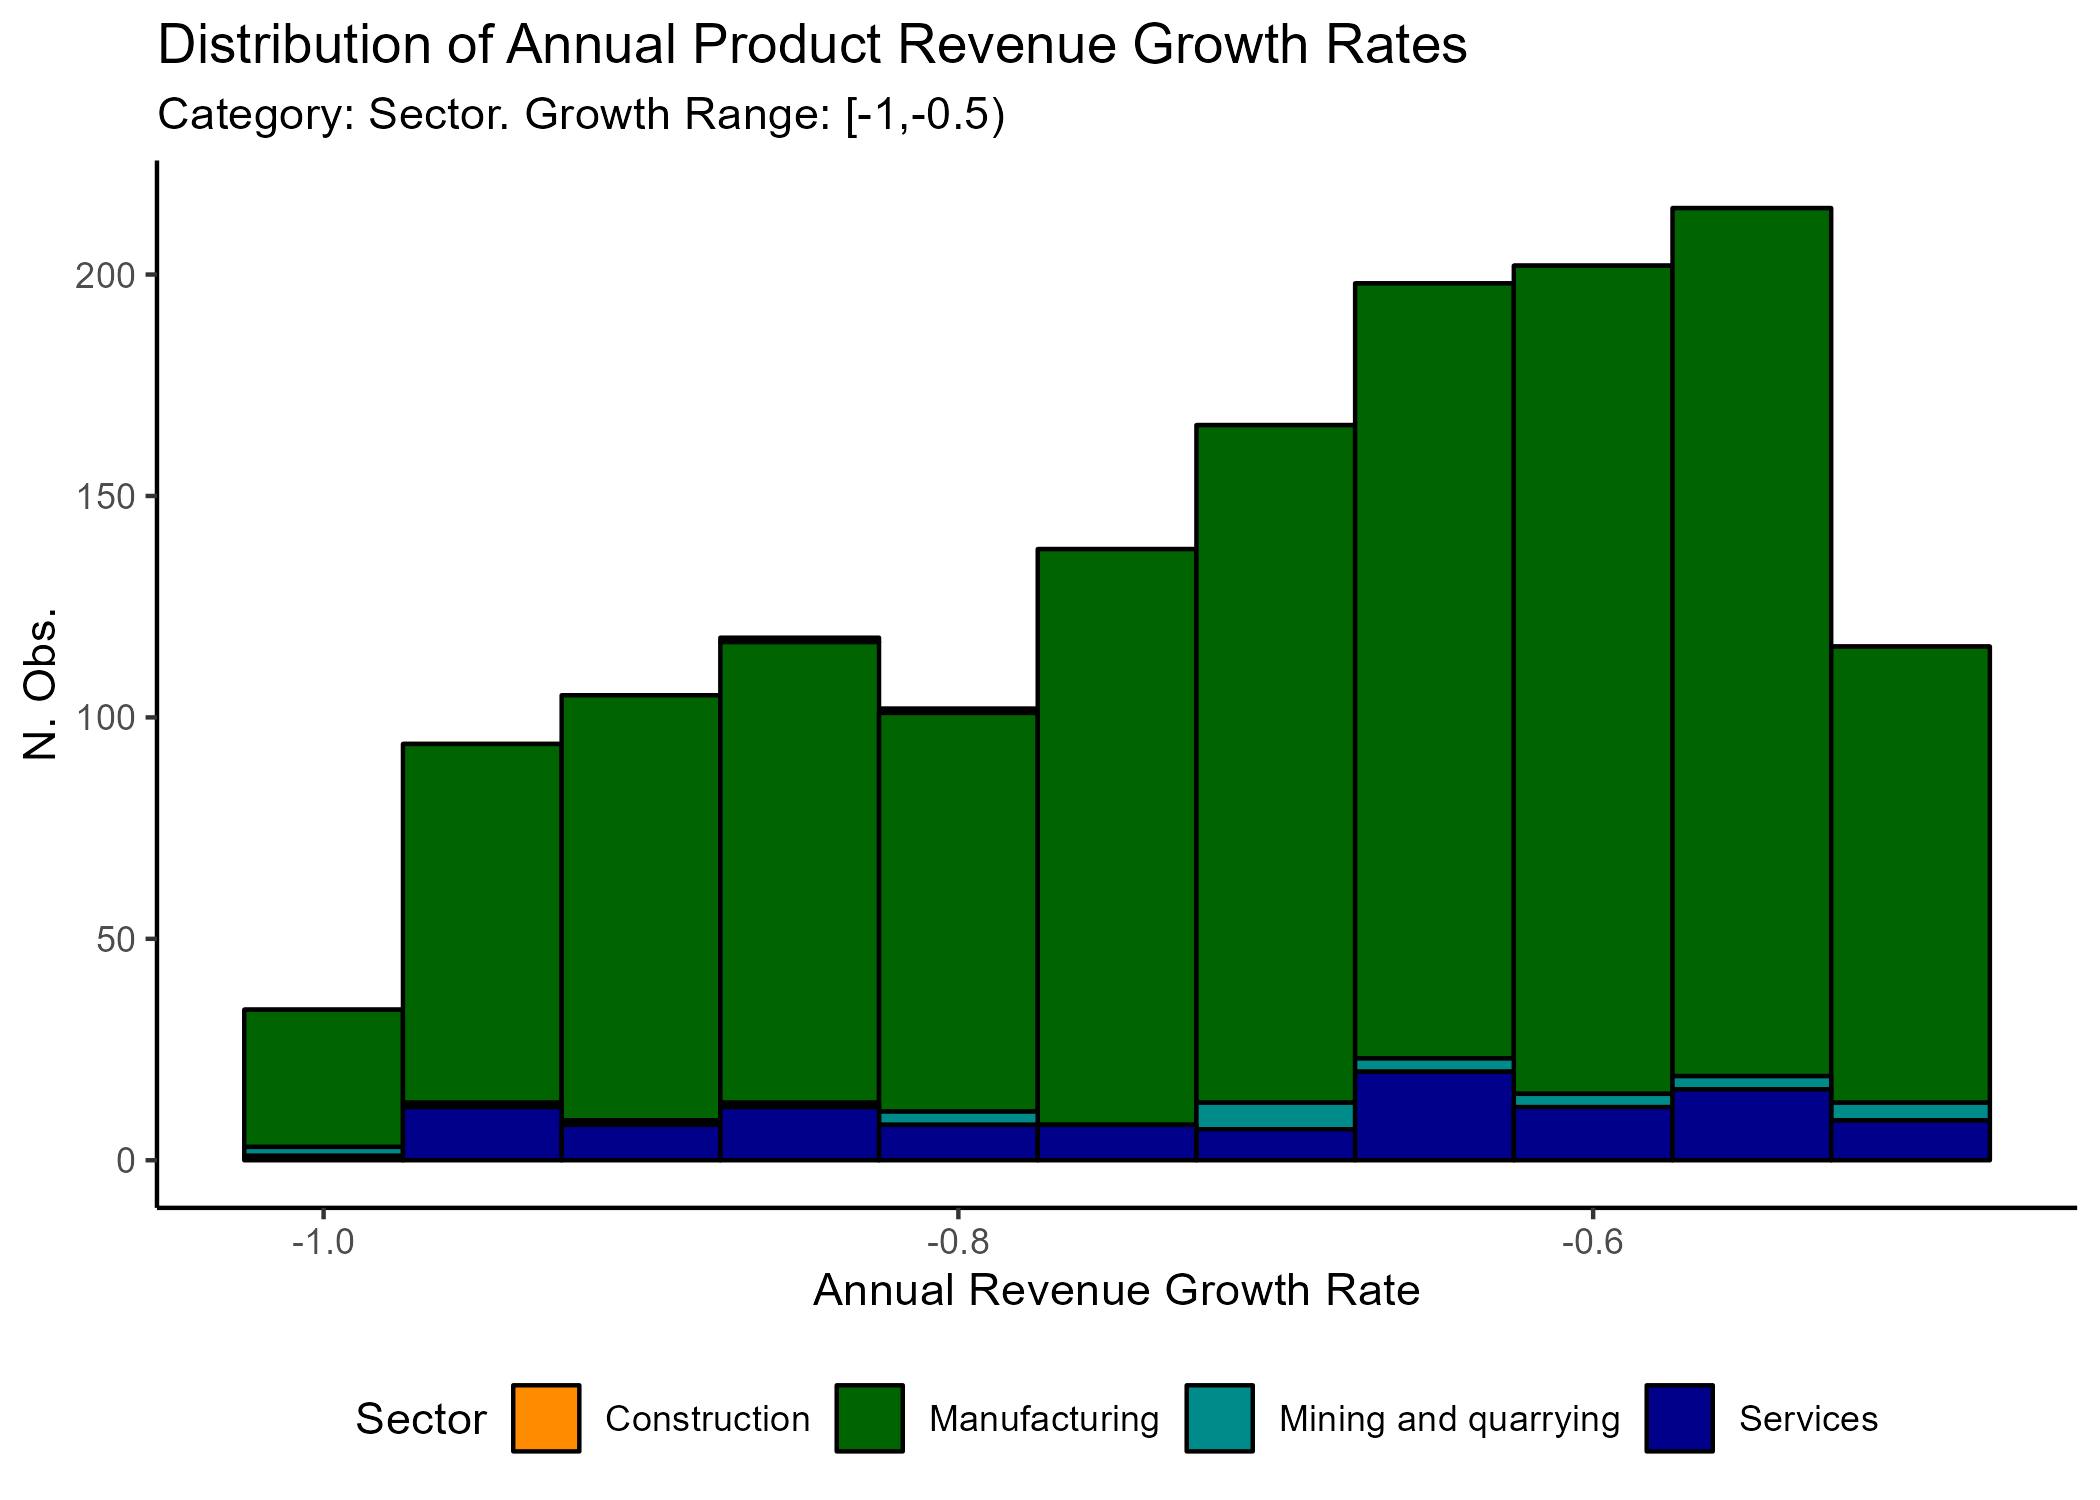 Distribution of Annual Product Revenue Growth Rates
Category: Sector. Growth Range: [-1,-0.5)
N. Obs.
200
150
100
50
0
-1.0 -0.8 -0.6
Annual Revenue Growth Rate
Sector Construction Manufacturing Mining and quarrying Services